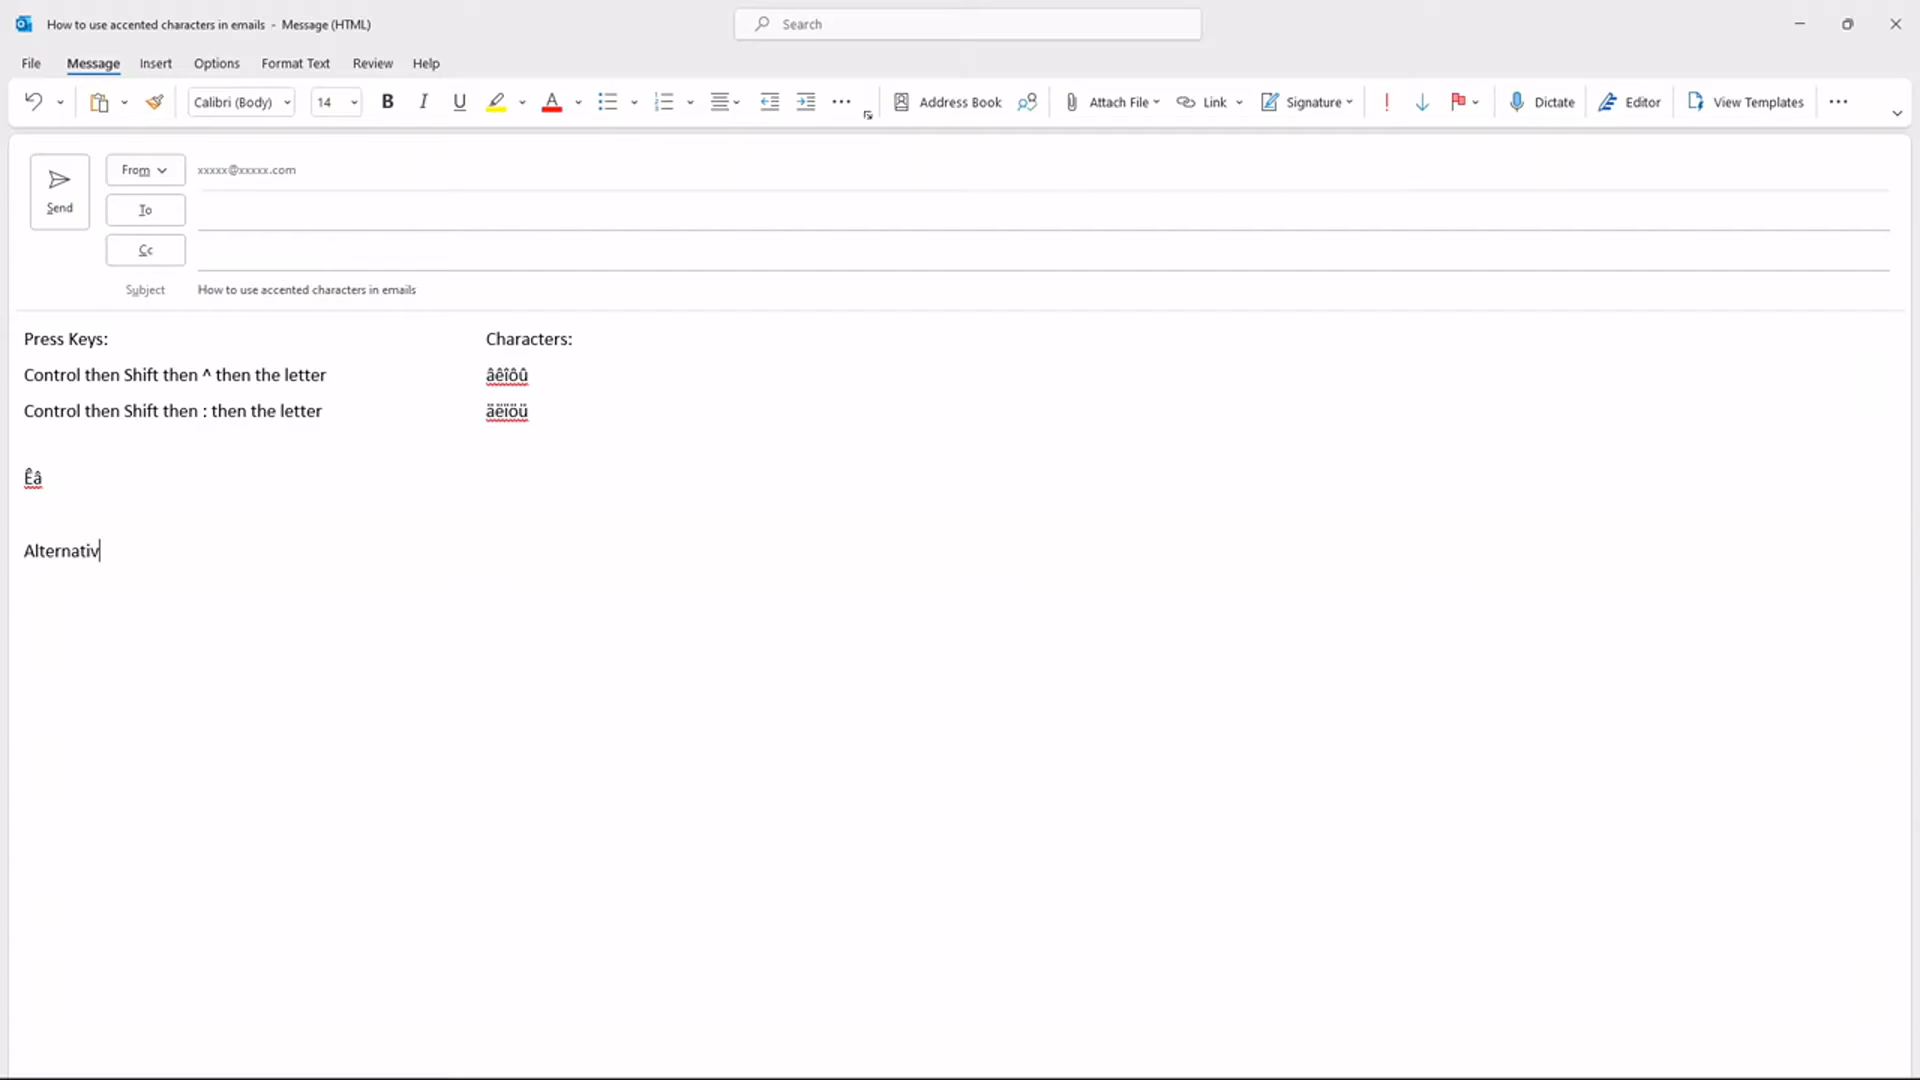 How to use accented characters in emails - Message (HTML)
Search
File Message Insert Options Format Text Review Help
Calibri (Body) 14 B I U A Address Book Attach File Link Signature Dictate Editor View Templates
Send
From xxxxx@xxxxx.com
To
Cc
Subject How to use accented characters in emails
Press Keys: Characters:
Control then Shift then ^ then the letter âêîôû
Control then Shift then : then the letter äëïöü
Êâ
Alternativ